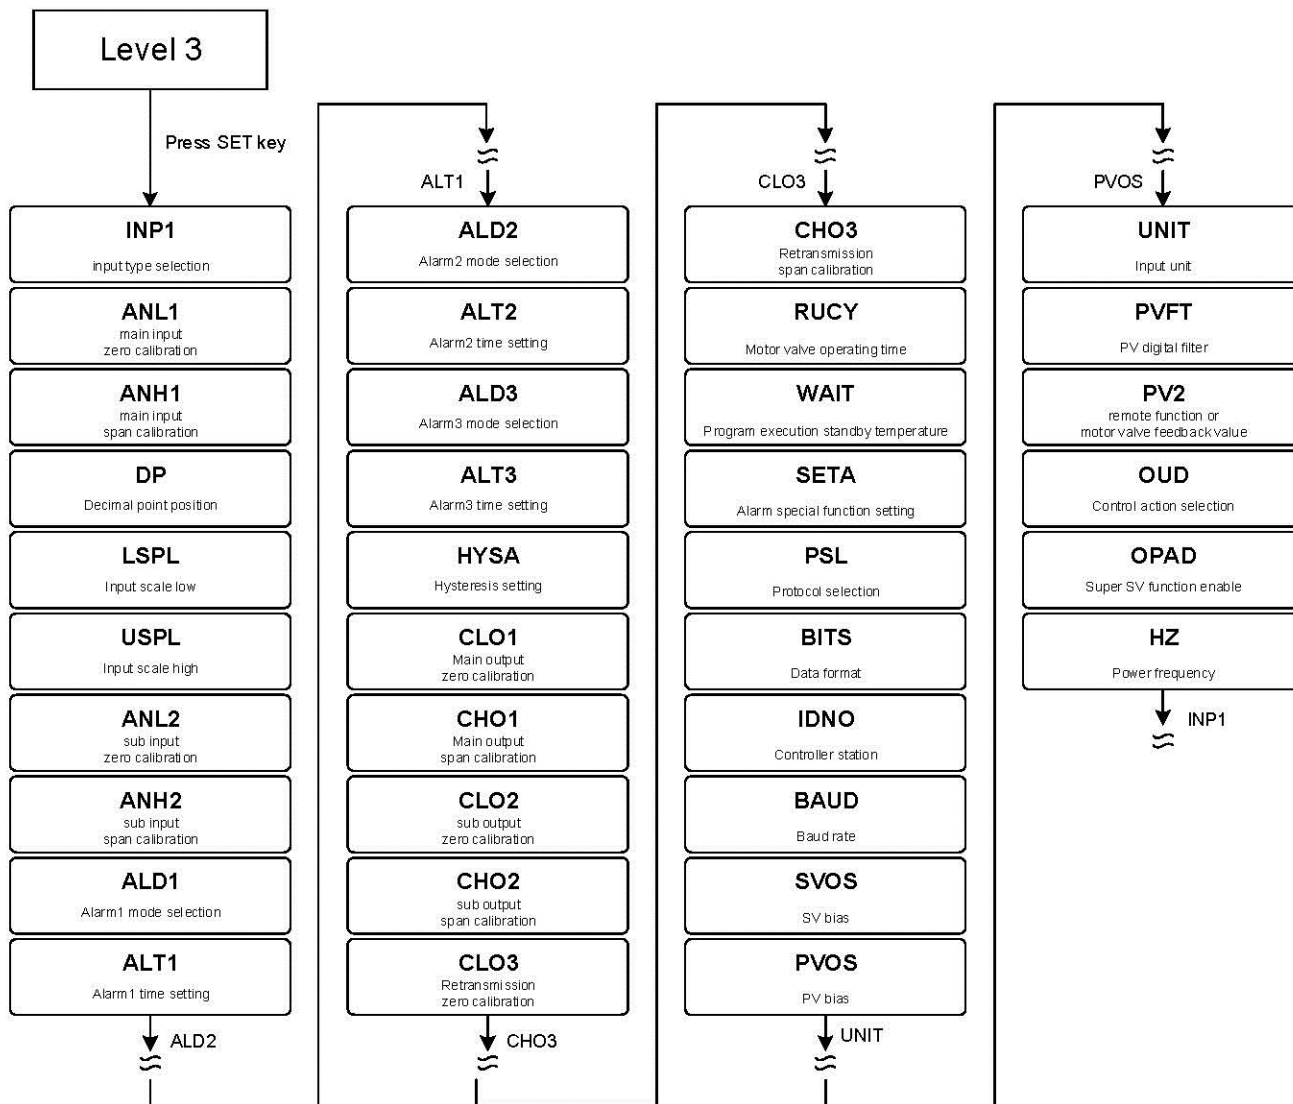 Level 3
Press SET key
INP1
input type selection
ANL1
main input
zero calibration
ANH1
main input
span calibration
DP
Decimal point position
LSPL
Input scale low
USPL
Input scale high
ANL2
sub input
zero calibration
ANH2
sub input
span calibration
ALD1
Alarm1 mode selection
ALT1
Alarm1 time setting
ALD2
ALT1
ALD2
Alarm2 mode selection
ALT2
Alarm2 time setting
ALD3
Alarm3 mode selection
ALT3
Alarm3 time setting
HYSA
Hysteresis setting
CLO1
Main output
zero calibration
CHO1
Main output
span calibration
CLO2
sub output
zero calibration
CHO2
sub output
span calibration
CLO3
Retransmission
zero calibration
CHO3
CLO3
CHO3
Retransmission
span calibration
RUCY
Motor valve operating time
WAIT
Program execution standby temperature
SETA
Alarm special function setting
PSL
Protocol selection
BITS
Data format
IDNO
Controller station
BAUD
Baud rate
SVOS
SV bias
PVOS
PV bias
UNIT
PVOS
UNIT
Input unit
PVFT
PV digital filter
PV2
remote function or
motor valve feedback value
OUD
Control action selection
OPAD
Super SV function enable
HZ
Power frequency
INP1